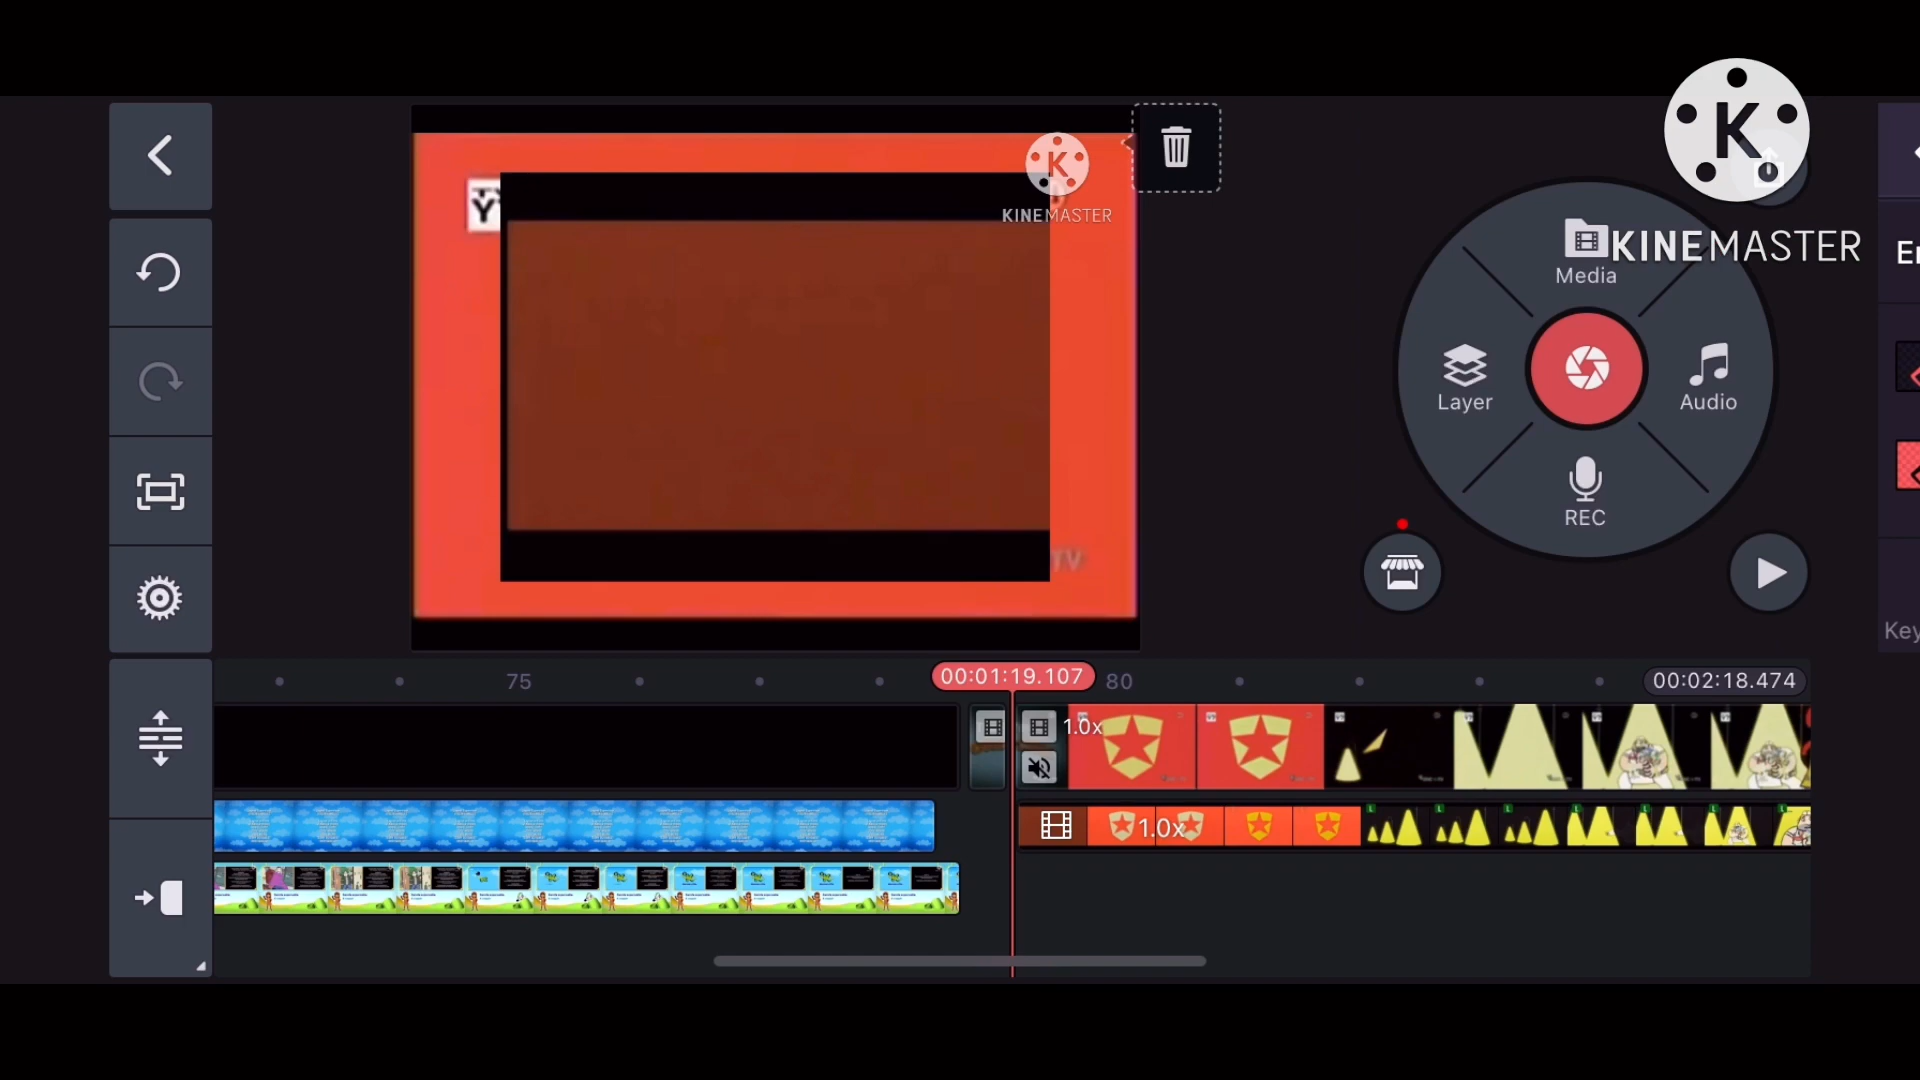 K
KINEMASTER
Y
K
KINEMASTER
Media
Layer
Audio
REC
TV
Key
75
00:01:19.107
80
00:02:18.474
1.0x
1.0x